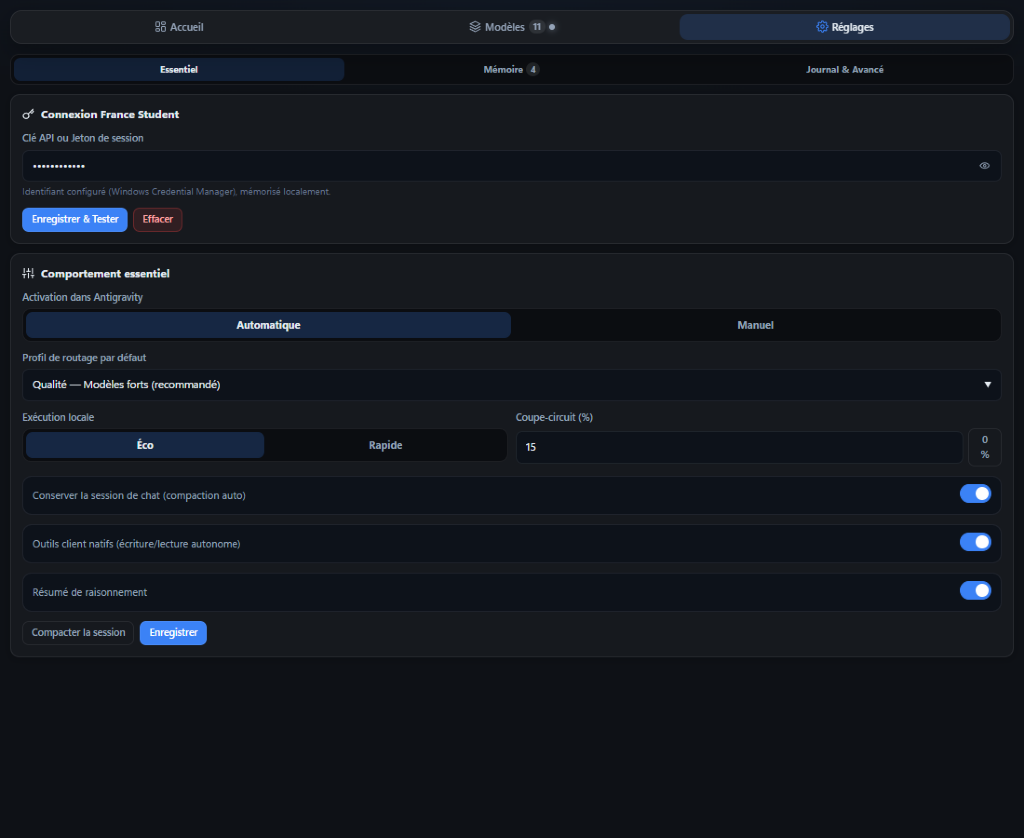 Accueil
Modèles 11
Réglages
Essentiel
Mémoire 4
Journal & Avancé
Connexion France Student
Clé API ou Jeton de session
••••••••••••
Identifiant configuré (Windows Credential Manager), mémorisé localement.
Enregistrer & Tester
Effacer
Comportement essentiel
Activation dans Antigravity
Automatique
Manuel
Profil de routage par défaut
Qualité — Modèles forts (recommandé)
Exécution locale
Coupe-circuit (%)
Éco
Rapide
15
0
%
Conserver la session de chat (compaction auto)
Outils client natifs (écriture/lecture autonome)
Résumé de raisonnement
Compacter la session
Enregistrer